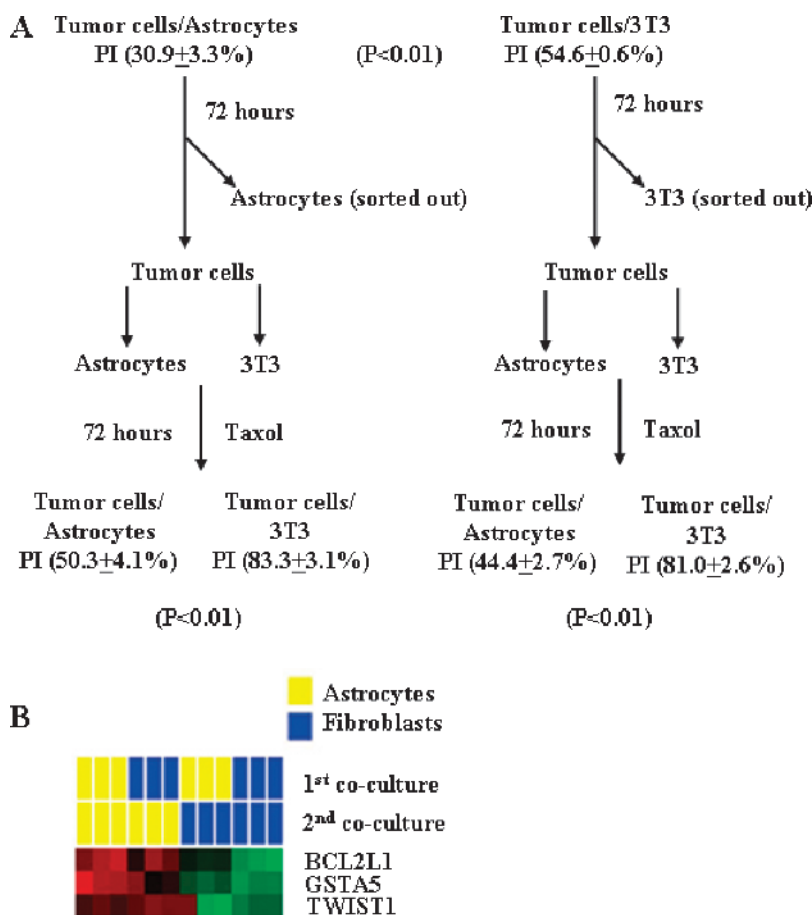 A
Tumor cells/Astrocytes
PI (30.9±3.3%)
(P<0.01)
Tumor cells/3T3
PI (54.6±0.6%)
72 hours
72 hours
Astrocytes (sorted out)
3T3 (sorted out)
Tumor cells
Tumor cells
Astrocytes
3T3
Astrocytes
3T3
72 hours
Taxol
72 hours
Taxol
Tumor cells/
Astrocytes
PI (50.3±4.1%)
Tumor cells/
3T3
PI (83.3±3.1%)
Tumor cells/
Astrocytes
PI (44.4±2.7%)
Tumor cells/
3T3
PI (81.0±2.6%)
(P<0.01)
(P<0.01)
B
Astrocytes
Fibroblasts
1st co-culture
2nd co-culture
BCL2L1
GSTA5
TWIST1